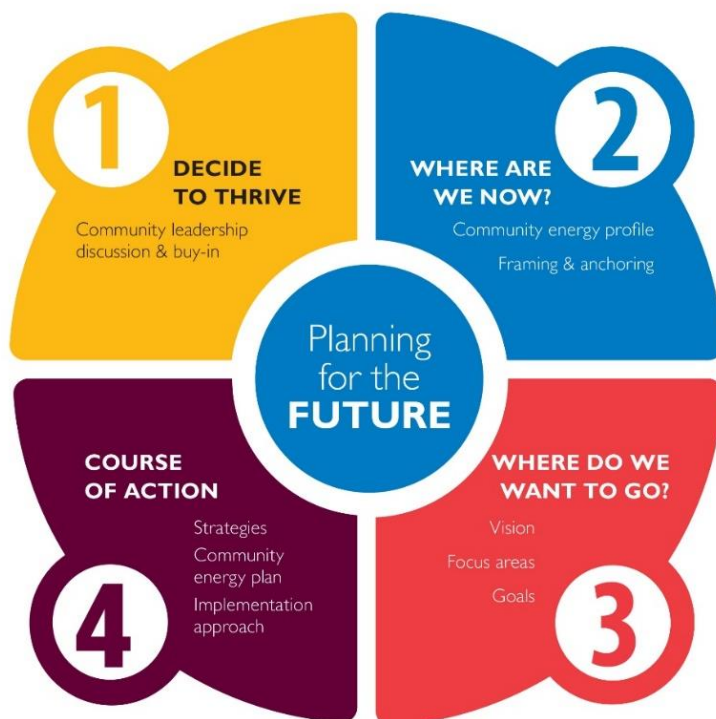 1
DECIDE
TO THRIVE
Community leadership
discussion & buy-in
2
WHERE ARE
WE NOW?
Community energy profile
Framing & anchoring
Planning
for the
FUTURE
WHERE DO WE
WANT TO GO?
Vision
Focus areas
Goals
3
COURSE
OF ACTION
Strategies
Community
energy plan
Implementation
approach
4